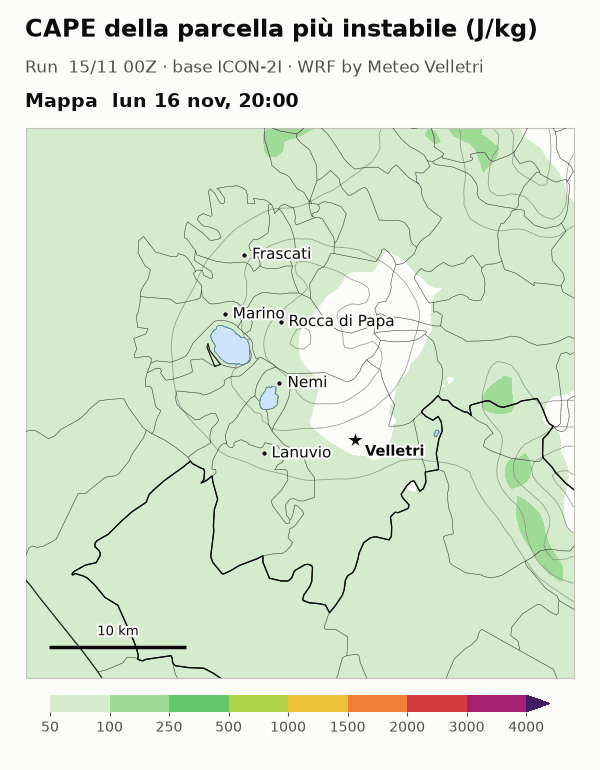 CAPE della parcella più instabile (J/kg)
Run  15/11 00Z · base ICON-2I · WRF by Meteo Velletri
Mappa  lun 16 nov, 20:00
Frascati
Marino
Rocca di Papa
Nemi
Velletri
Lanuvio
10 km
50 100 250 500 1000 1500 2000 3000 4000